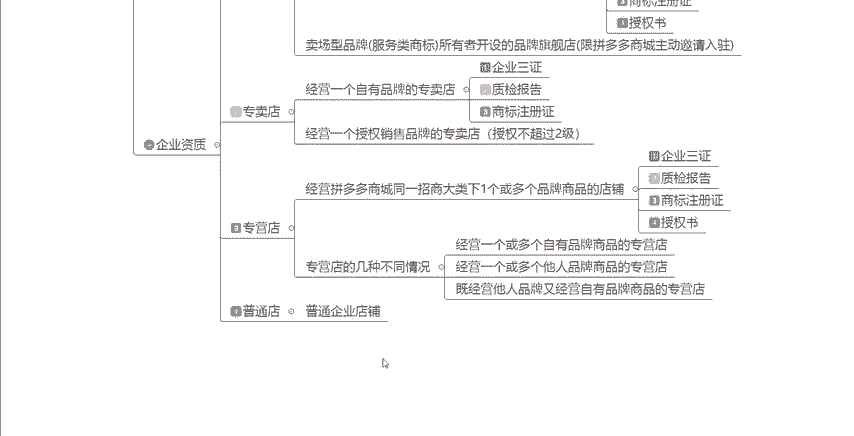 商标注册证
授权书
卖场型品牌(服务类商标)所有者开设的品牌旗舰店(限拼多多商城主动邀请入驻)
企业三证
经营一个自有品牌的专卖店
质检报告
专卖店
商标注册证
经营一个授权销售品牌的专卖店（授权不超过2级）
企业资质
企业三证
质检报告
经营拼多多商城同一招商大类下1个或多个品牌商品的店铺
商标注册证
授权书
3 专营店
经营一个或多个自有品牌商品的专营店
专营店的几种不同情况
经营一个或多个他人品牌商品的专营店
既经营他人品牌又经营自有品牌商品的专营店
普通店
普通企业店铺